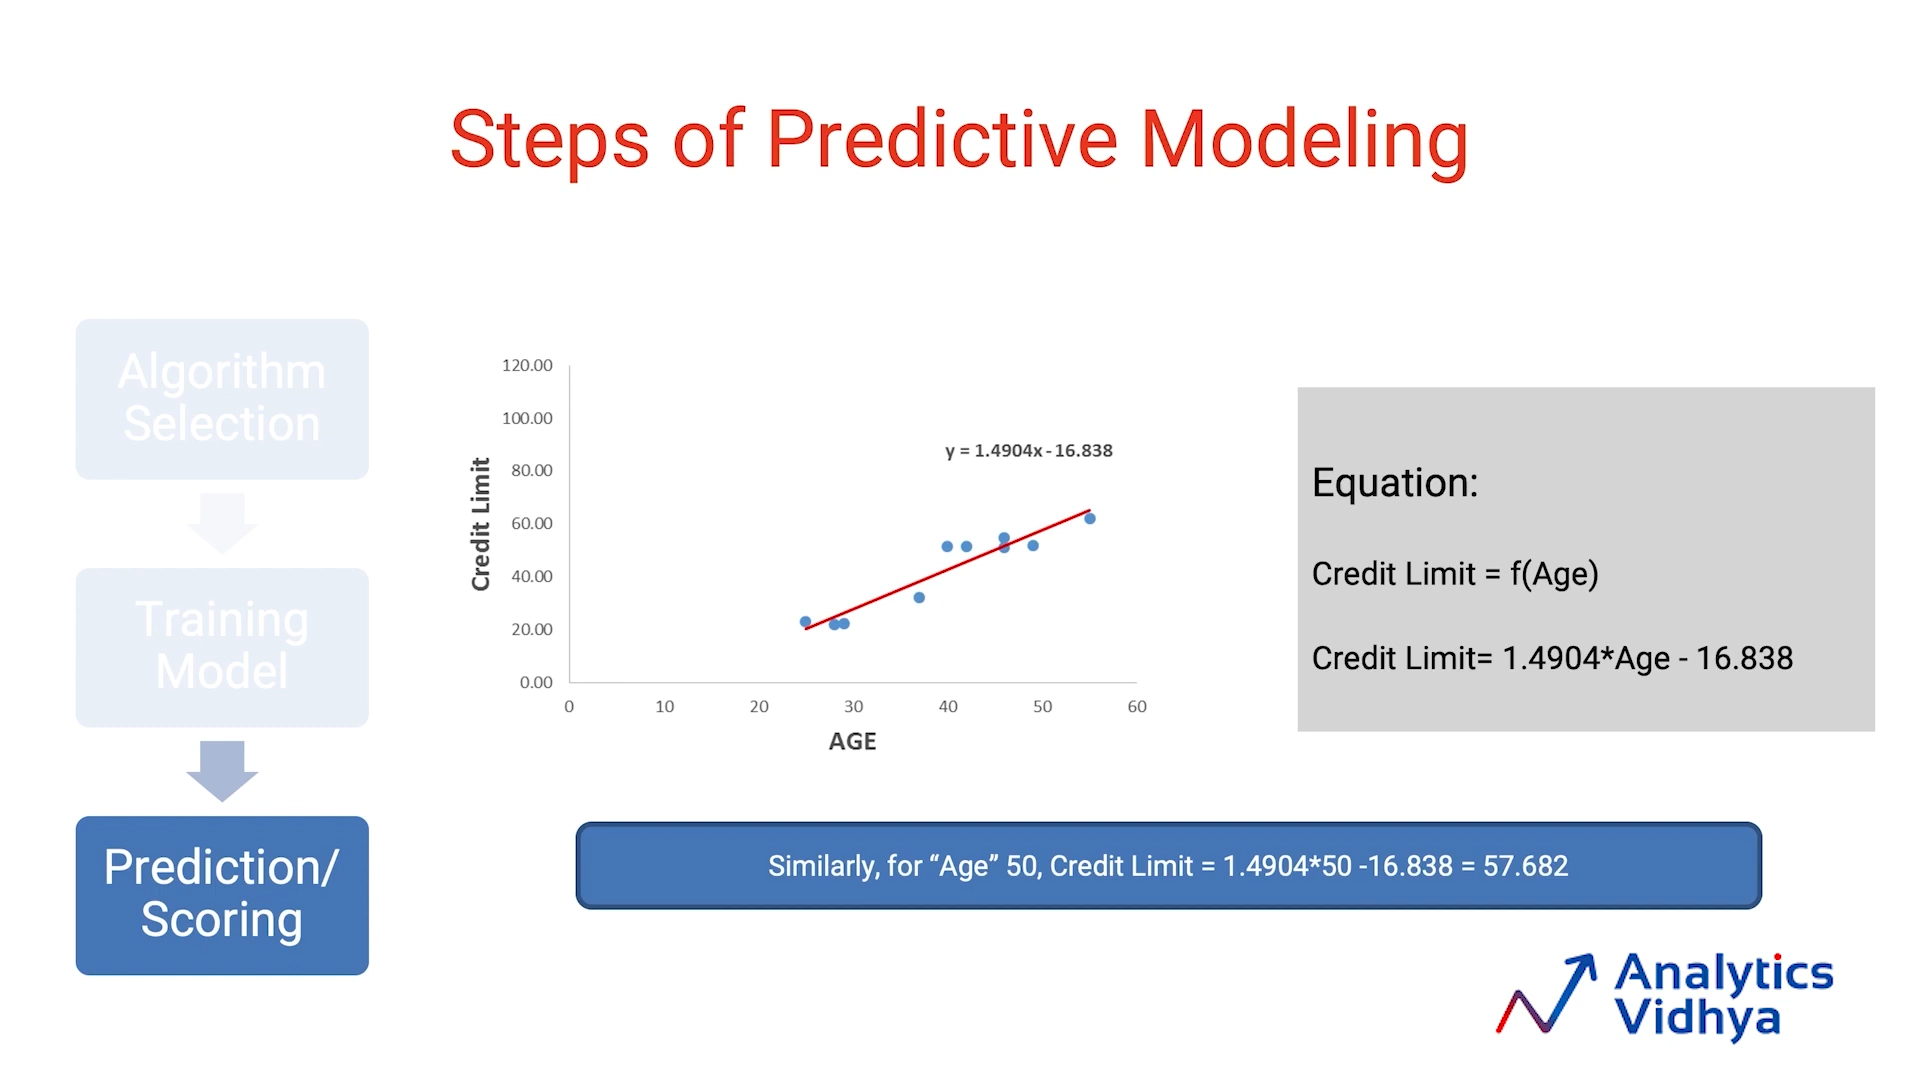 Steps of Predictive Modeling
Algorithm
Selection
Training
Model
Prediction/
Scoring
120.00
100.00
80.00
60.00
40.00
20.00
0.00
Credit Limit
y = 1.4904x - 16.838
0 10 20 30 40 50 60
AGE
Equation:
Credit Limit = f(Age)
Credit Limit= 1.4904*Age - 16.838
Similarly, for “Age” 50, Credit Limit = 1.4904*50 -16.838 = 57.682
Analytics
Vidhya